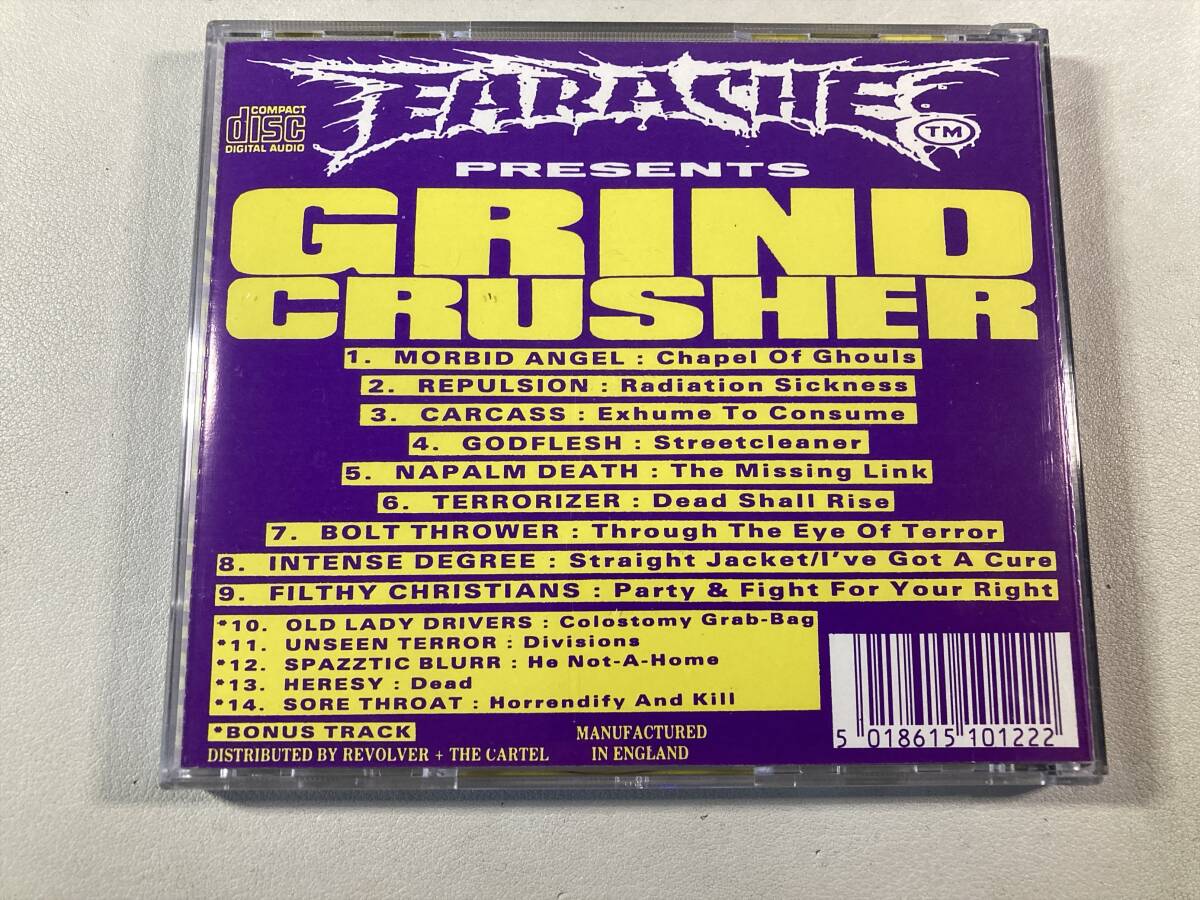 EARACHE
TM
COMPACT
disc
DIGITAL AUDIO
PRESENTS
GRIND
CRUSHER
1. MORBID ANGEL : Chapel Of Ghouls
2. REPULSION : Radiation Sickness
3. CARCASS : Exhume To Consume
4. GODFLESH : Streetcleaner
5. NAPALM DEATH : The Missing Link
6. TERRORIZER : Dead Shall Rise
7. BOLT THROWER : Through The Eye Of Terror
8. INTENSE DEGREE : Straight Jacket/I've Got A Cure
9. FILTHY CHRISTIANS : Party & Fight For Your Right
*10. OLD LADY DRIVERS : Colostomy Grab-Bag
*11. UNSEEN TERROR : Divisions
*12. SPAZZTIC BLURR : He Not-A-Home
*13. HERESY : Dead
*14. SORE THROAT : Horrendify And Kill
*BONUS TRACK
DISTRIBUTED BY REVOLVER + THE CARTEL
MANUFACTURED
IN ENGLAND
5 018615 101222